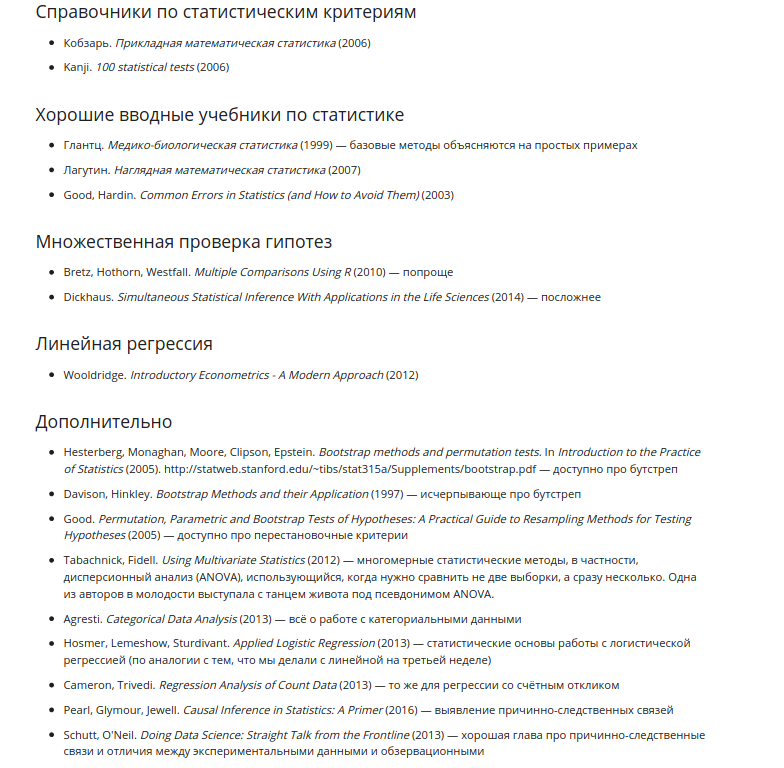 Справочники по статистическим критериям
Кобзарь. Прикладная математическая статистика (2006)
Kanji. 100 statistical tests (2006)
Хорошие вводные учебники по статистике
Глантц. Медико-биологическая статистика (1999) — базовые методы объясняются на простых примерах
Лагутин. Наглядная математическая статистика (2007)
Good, Hardin. Common Errors in Statistics (and How to Avoid Them) (2003)
Множественная проверка гипотез
Bretz, Hothorn, Westfall. Multiple Comparisons Using R (2010) — попроще
Dickhaus. Simultaneous Statistical Inference With Applications in the Life Sciences (2014) — посложнее
Линейная регрессия
Wooldridge. Introductory Econometrics - A Modern Approach (2012)
Дополнительно
Hesterberg, Monaghan, Moore, Clipson, Epstein. Bootstrap methods and permutation tests. In Introduction to the Practice
of Statistics (2005). http://statweb.stanford.edu/~tibs/stat315a/Supplements/bootstrap.pdf — доступно про бутстреп
Davison, Hinkley. Bootstrap Methods and their Application (1997) — исчерпывающе про бутстреп
Good. Permutation, Parametric and Bootstrap Tests of Hypotheses: A Practical Guide to Resampling Methods for Testing
Hypotheses (2005) — доступно про перестановочные критерии
Tabachnick, Fidell. Using Multivariate Statistics (2012) — многомерные статистические методы, в частности,
дисперсионный анализ (ANOVA), использующийся, когда нужно сравнить не две выборки, а сразу несколько. Одна
из авторов в молодости выступала с танцем живота под псевдонимом ANOVA.
Agresti. Categorical Data Analysis (2013) — всё о работе с категориальными данными
Hosmer, Lemeshow, Sturdivant. Applied Logistic Regression (2013) — статистические основы работы с логистической
регрессией (по аналогии с тем, что мы делали с линейной на третьей неделе)
Cameron, Trivedi. Regression Analysis of Count Data (2013) — то же для регрессии со счётным откликом
Pearl, Glymour, Jewell. Causal Inference in Statistics: A Primer (2016) — выявление причинно-следственных связей
Schutt, O'Neil. Doing Data Science: Straight Talk from the Frontline (2013) — хорошая глава про причинно-следственные
связи и отличия между экспериментальными данными и обзервационными